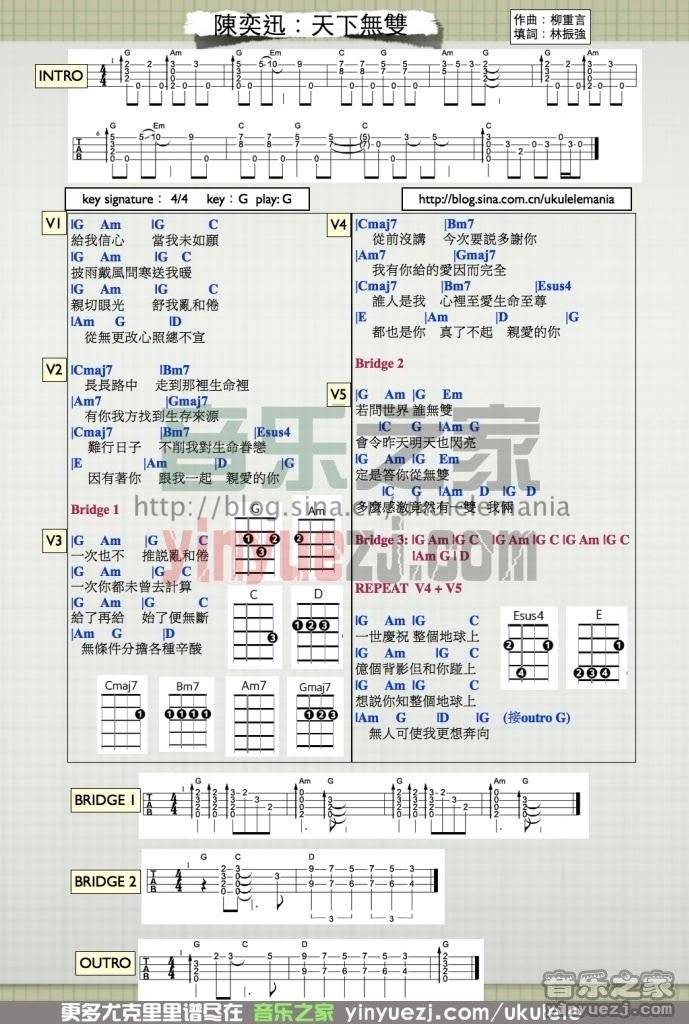 陳奕迅：天下無雙
作曲：柳重言
填詞：林振強
INTRO
G Am G Em C G Am G
G Em G C G C
key signature： 4/4 key：G play: G
http://blog.sina.com.cn/ukulelemania
V1
|G Am |G C
給我信心 當我未如願
|G Am |G C
披雨戴風問寒送我暖
|G Am |G C
親切眼光 舒我亂和倦
|Am G |D
從無更改心照總不宣
V2
|Cmaj7 |Bm7
長長路中 走到那裡生命裡
|Am7 |Gmaj7
有你我方找到生存來源
|Cmaj7 |Bm7 |Esus4
難行日子 不削我對生命眷戀
|E |Am |D |G
因有著你 跟我一起 親愛的你
Bridge 1
V3
|G Am |G C
一次也不 推説亂和倦
|G Am |G C
一次你都未曾去計算
|G Am |G C
給了再給 始了便無斷
|Am G |D
無條件分擔各種辛酸
G
Am
C
D
Cmaj7
Bm7
Am7
Gmaj7
V4
|Cmaj7 |Bm7
從前沒講 今次要説多謝你
|Am7 |Gmaj7
我有你給的愛因而完全
|Cmaj7 |Bm7 |Esus4
誰人是我 心裡至愛生命至尊
|E |Am |D |G
都也是你 真了不起 親愛的你
Bridge 2
V5
|G Am |G Em
若問世界 誰無雙
|C G |Am G
會令昨天明天也閃亮
|G Am |G Em
定是答你從無雙
|C G |Am D |G D
多麼感激竟然有一雙 我倆
Bridge 3: |G Am |G C |G Am |G C |G Am |G C
|Am G | D
REPEAT V4 + V5
|G Am |G C
一世慶祝 整個地球上
|G Am |G C
億個背影但和你碰上
|G Am |G C
想説你知整個地球上
|Am G |D |G (接outro G)
無人可使我更想奔向
Esus4
E
音乐之家
http://blog.sina.com.cn/ukulelemania
yinyuezj.com
BRIDGE 1
G Am G Am G
BRIDGE 2
G C D
OUTRO
G C D G
更多尤克里里谱尽在 音乐之家 yinyuezj.com/ukulele/
音乐之家
WWW.YINYUEZJ.COM